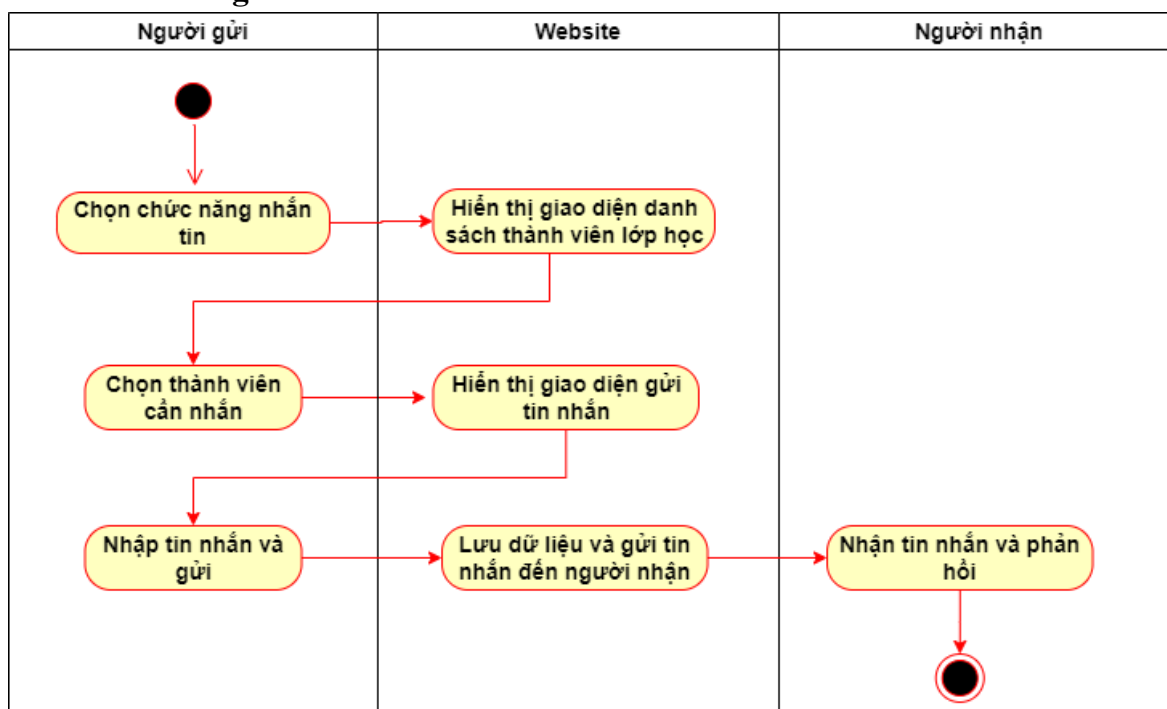 Người gửi
Website
Người nhận
Chọn chức năng nhắn
tin
Hiển thị giao diện danh
sách thành viên lớp học
Chọn thành viên
cần nhắn
Hiển thị giao diện gửi
tin nhắn
Nhập tin nhắn và
gửi
Lưu dữ liệu và gửi tin
nhắn đến người nhận
Nhận tin nhắn và phản
hồi